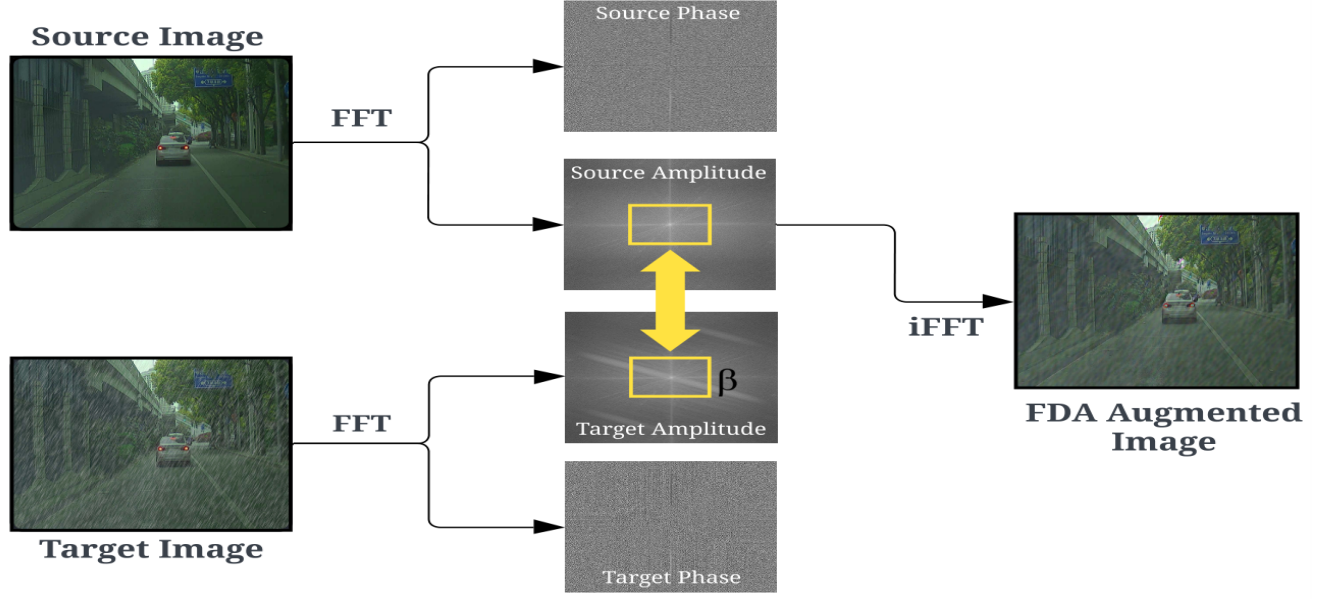 Source Image
FFT
Source Phase
Source Amplitude
iFFT
FDA Augmented
Image
FFT
β
Target Amplitude
Target Image
Target Phase